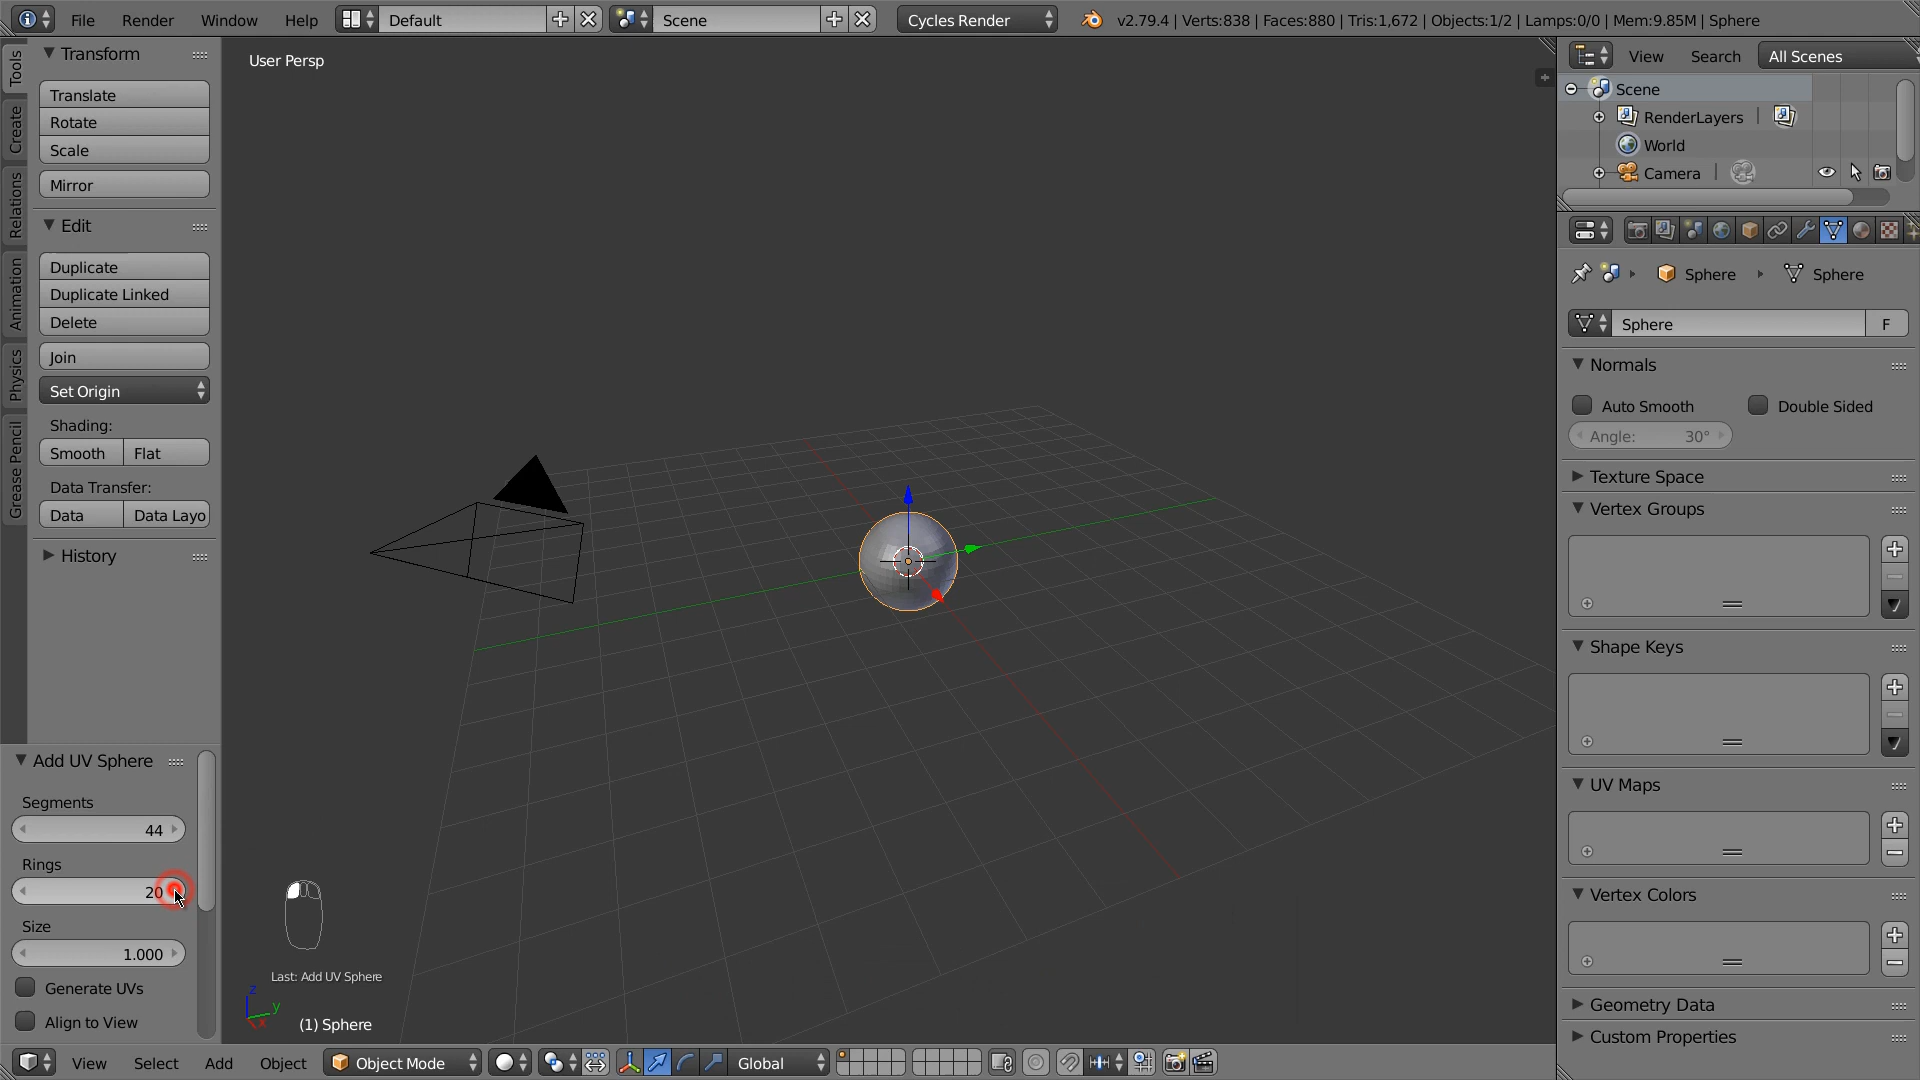 File Render Window Help Default Scene Cycles Render v2.79.4 | Verts:838 | Faces:880 | Tris:1,672 | Objects:1/2 | Lamps:0/0 | Mem:9.85M | Sphere
Tools
Create
Relations
Animation
Physics
Grease Pencil
Transform
Translate
Rotate
Scale
Mirror
Edit
Duplicate
Duplicate Linked
Delete
Join
Set Origin
Shading:
Smooth Flat
Data Transfer:
Data Data Layo
History
Add UV Sphere
Segments
44
Rings
20
Size
1.000
Generate UVs
Align to View
User Persp
Last: Add UV Sphere
z
y
x
(1) Sphere
View Select Add Object Object Mode Global
View Search All Scenes
Scene
RenderLayers |
World
Camera |
Sphere Sphere
Sphere F
Normals
Auto Smooth Double Sided
Angle: 30°
Texture Space
Vertex Groups
Shape Keys
UV Maps
Vertex Colors
Geometry Data
Custom Properties